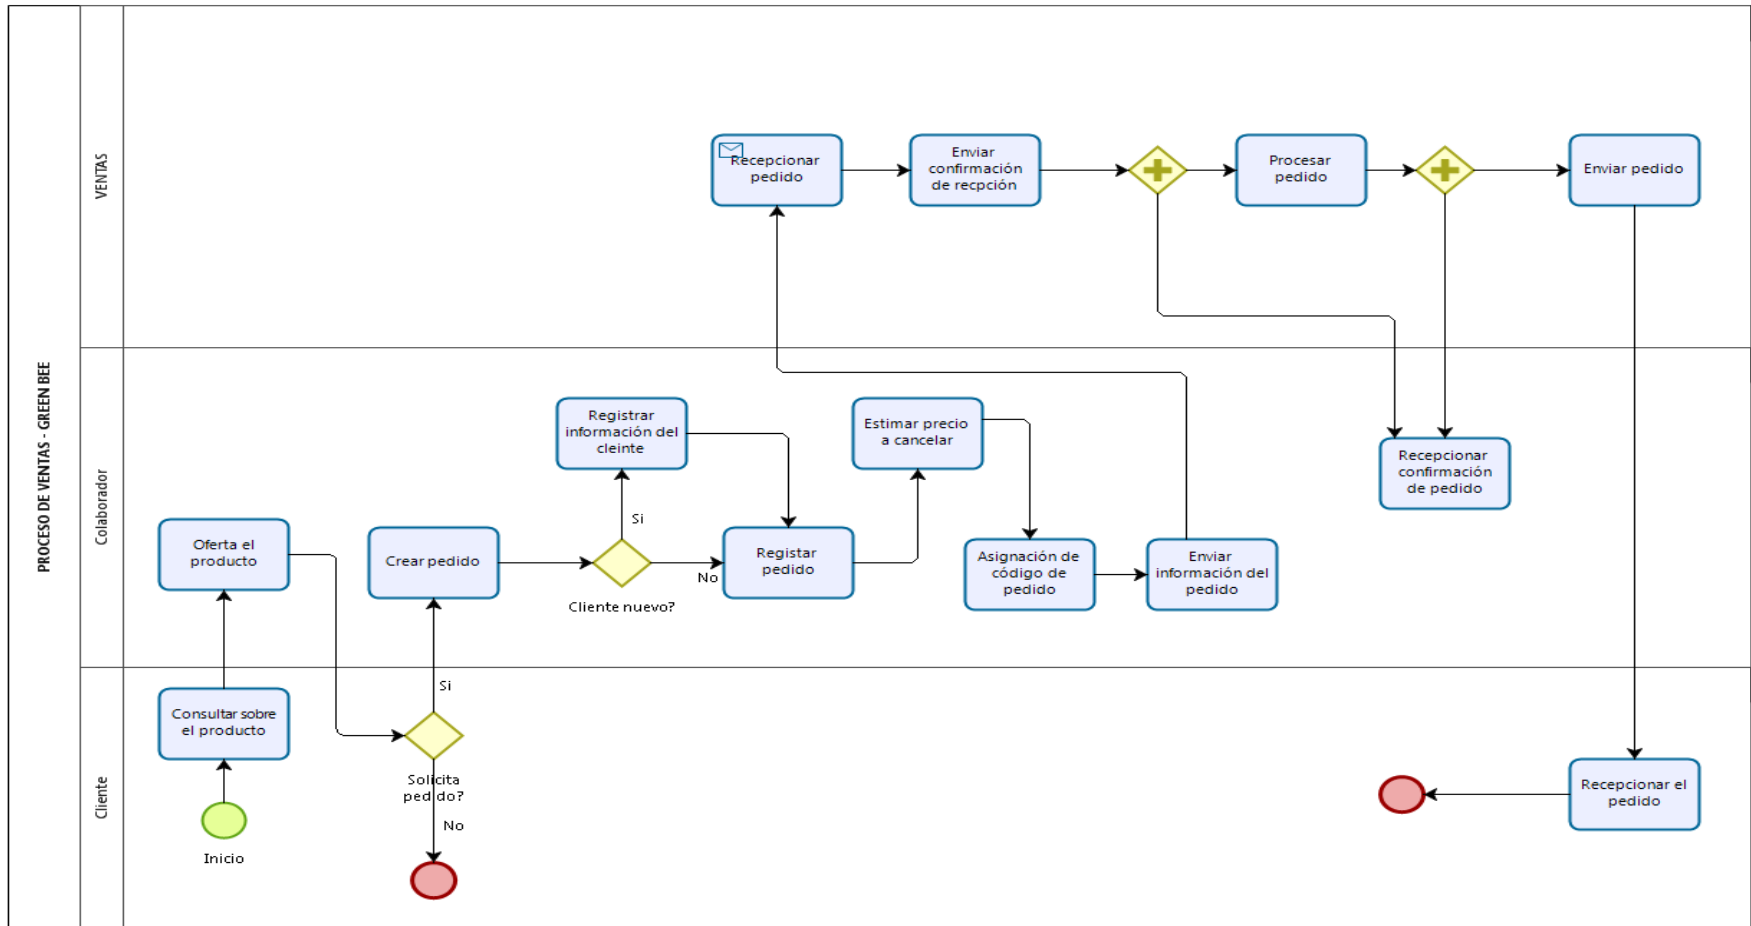 PROCESO DE VENTAS - GREEN BEE
VENTAS
Recepcionar
pedido
Enviar
confirmación
de recpción
Procesar
pedido
Enviar pedido
Colaborador
Oferta el
producto
Crear pedido
Registrar
información del
cleinte
Si
Cliente nuevo?
No
Registar
pedido
Estimar precio
a cancelar
Asignación de
código de
pedido
Enviar
información del
pedido
Recepcionar
confirmación
de pedido
Cliente
Consultar sobre
el producto
Inicio
Si
Solicita
pedido?
No
Recepcionar el
pedido